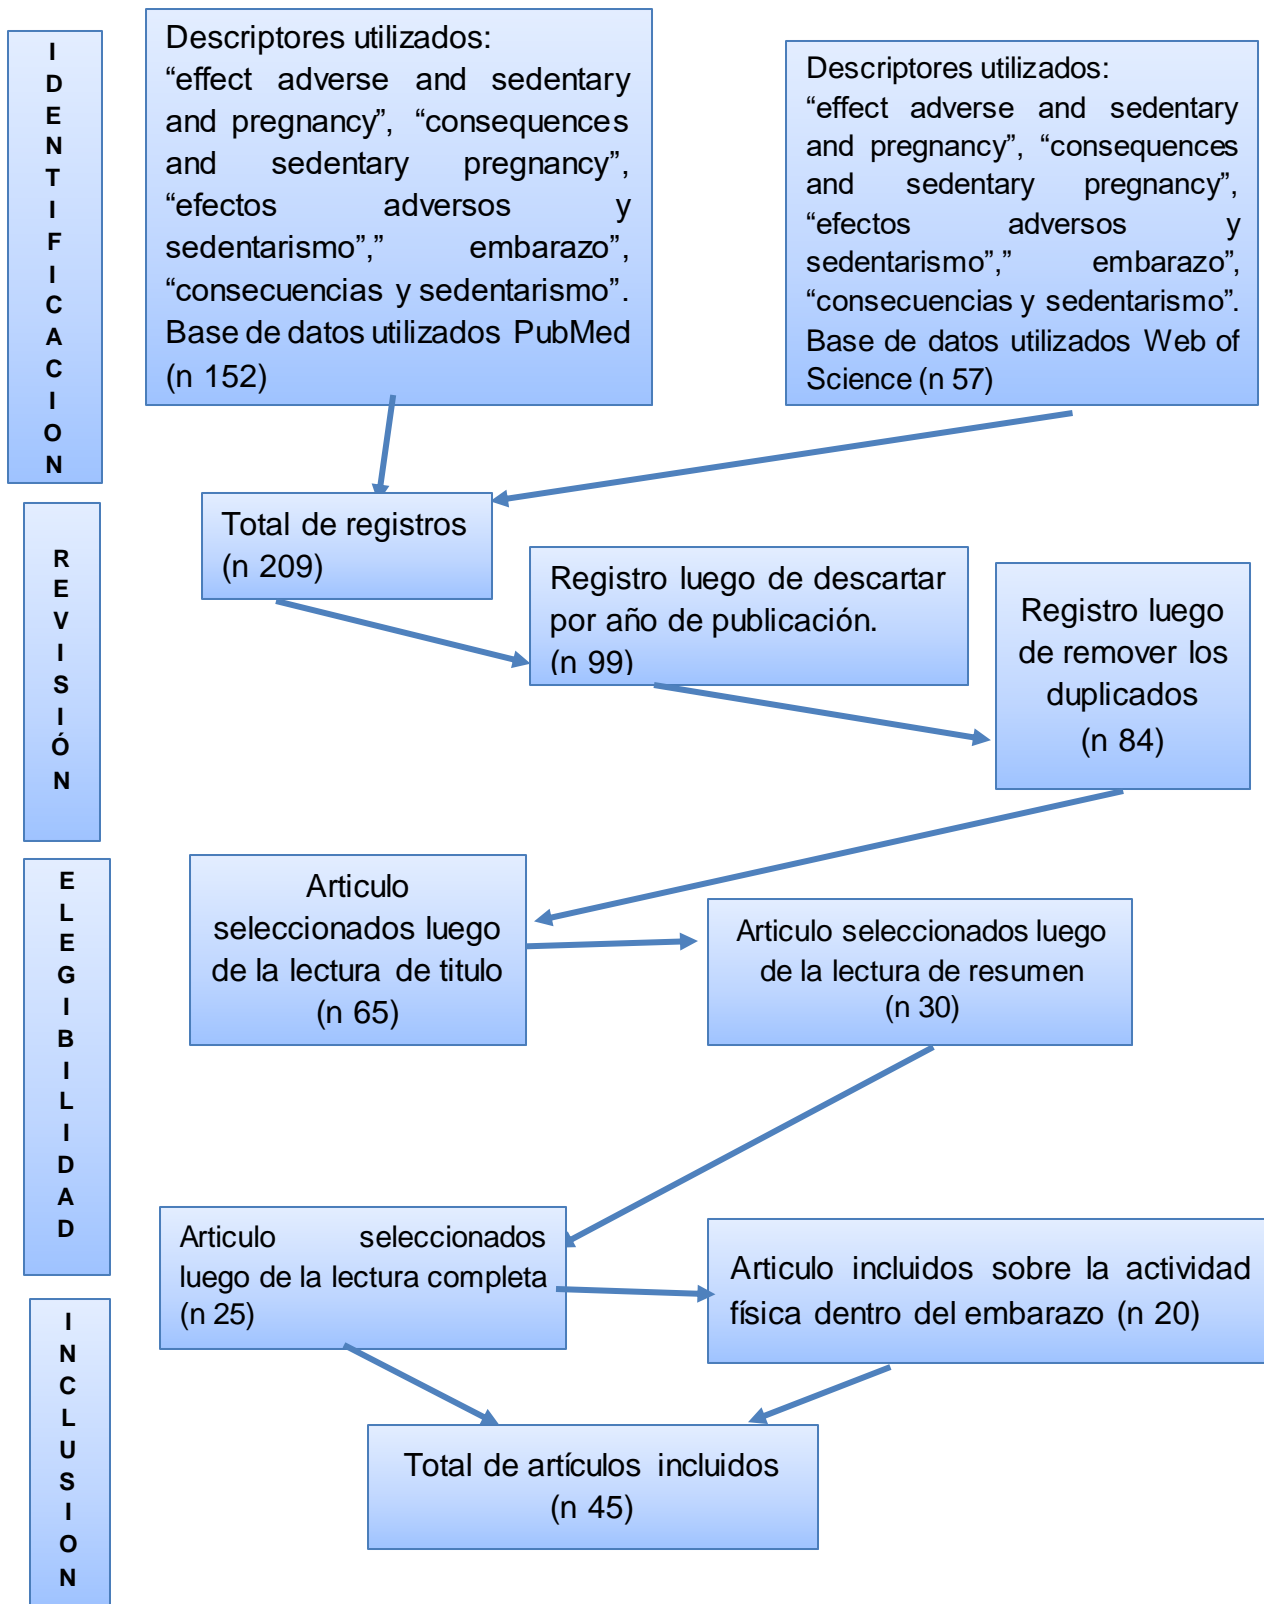 IDENTIFICACION
Descriptores utilizados:
“effect adverse and sedentary
and pregnancy”, “consequences
and sedentary pregnancy”,
“efectos adversos y
sedentarismo”,” embarazo”,
“consecuencias y sedentarismo”.
Base de datos utilizados PubMed
(n 152)
Descriptores utilizados:
“effect adverse and sedentary
and pregnancy”, “consequences
and sedentary pregnancy”,
“efectos adversos y
sedentarismo”,” embarazo”,
“consecuencias y sedentarismo”.
Base de datos utilizados Web of
Science (n 57)
REVISIÓN
Total de registros
(n 209)
Registro luego de descartar
por año de publicación.
(n 99)
Registro luego
de remover los
duplicados
(n 84)
ELEGIBILIDAD
Articulo
seleccionados luego
de la lectura de titulo
(n 65)
Articulo seleccionados luego
de la lectura de resumen
(n 30)
Articulo seleccionados
luego de la lectura completa
(n 25)
Articulo incluidos sobre la actividad
física dentro del embarazo (n 20)
INCLUSION
Total de artículos incluidos
(n 45)